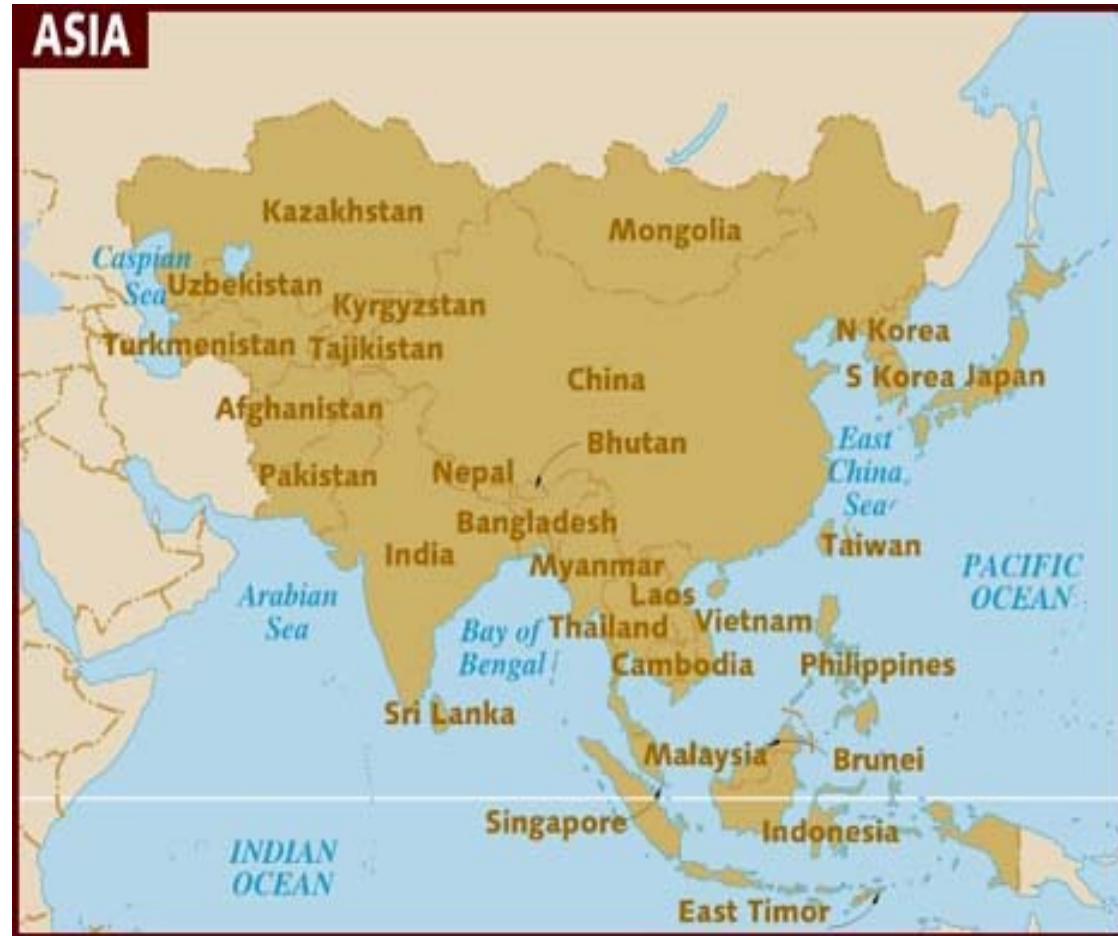 ASIA
Kazakhstan
Mongolia
Caspian
Sea
Uzbekistan
Kyrgyzstan
N Korea
Turkmenistan
Tajikistan
China
S Korea
Japan
Afghanistan
Bhutan
East
China
Sea
Pakistan
Nepal
Bangladesh
India
Myanmar
Taiwan
PACIFIC
OCEAN
Arabian
Sea
Laos
Bay of
Bengal
Thailand
Vietnam
Cambodia
Philippines
Sri Lanka
Malaysia
Brunei
Singapore
Indonesia
INDIAN
OCEAN
East Timor